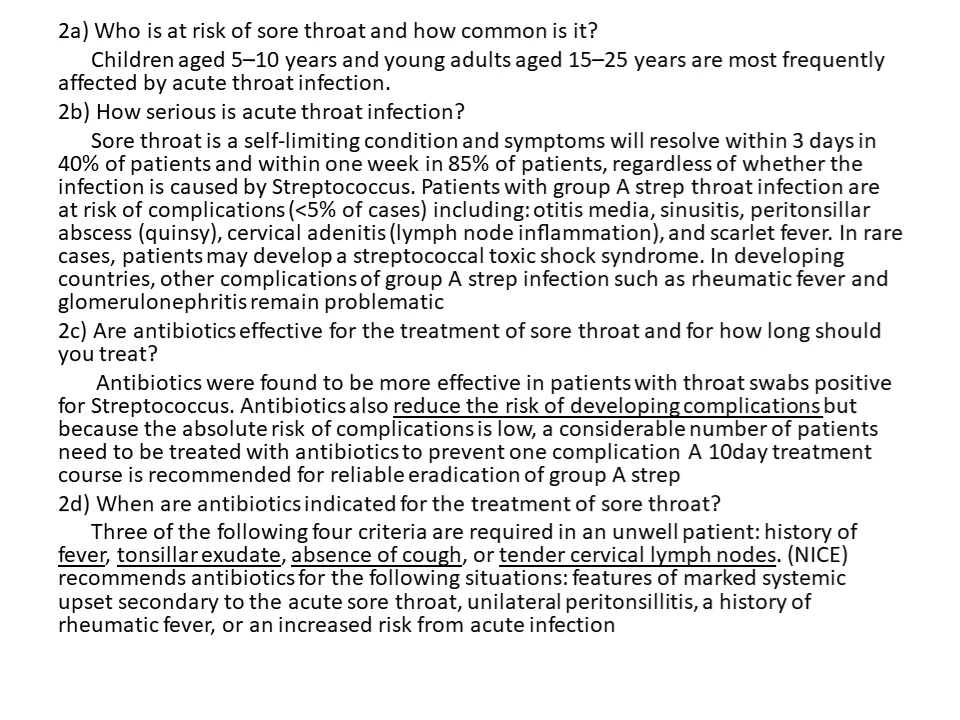 2a) Who is at risk of sore throat and how common is it?
Children aged 5–10 years and young adults aged 15–25 years are most frequently
affected by acute throat infection.
2b) How serious is acute throat infection?
Sore throat is a self-limiting condition and symptoms will resolve within 3 days in
40% of patients and within one week in 85% of patients, regardless of whether the
infection is caused by Streptococcus. Patients with group A strep throat infection are
at risk of complications (<5% of cases) including: otitis media, sinusitis, peritonsillar
abscess (quinsy), cervical adenitis (lymph node inflammation), and scarlet fever. In rare
cases, patients may develop a streptococcal toxic shock syndrome. In developing
countries, other complications of group A strep infection such as rheumatic fever and
glomerulonephritis remain problematic
2c) Are antibiotics effective for the treatment of sore throat and for how long should
you treat?
Antibiotics were found to be more effective in patients with throat swabs positive
for Streptococcus. Antibiotics also reduce the risk of developing complications but
because the absolute risk of complications is low, a considerable number of patients
need to be treated with antibiotics to prevent one complication A 10day treatment
course is recommended for reliable eradication of group A strep
2d) When are antibiotics indicated for the treatment of sore throat?
Three of the following four criteria are required in an unwell patient: history of
fever, tonsillar exudate, absence of cough, or tender cervical lymph nodes. (NICE)
recommends antibiotics for the following situations: features of marked systemic
upset secondary to the acute sore throat, unilateral peritonsillitis, a history of
rheumatic fever, or an increased risk from acute infection